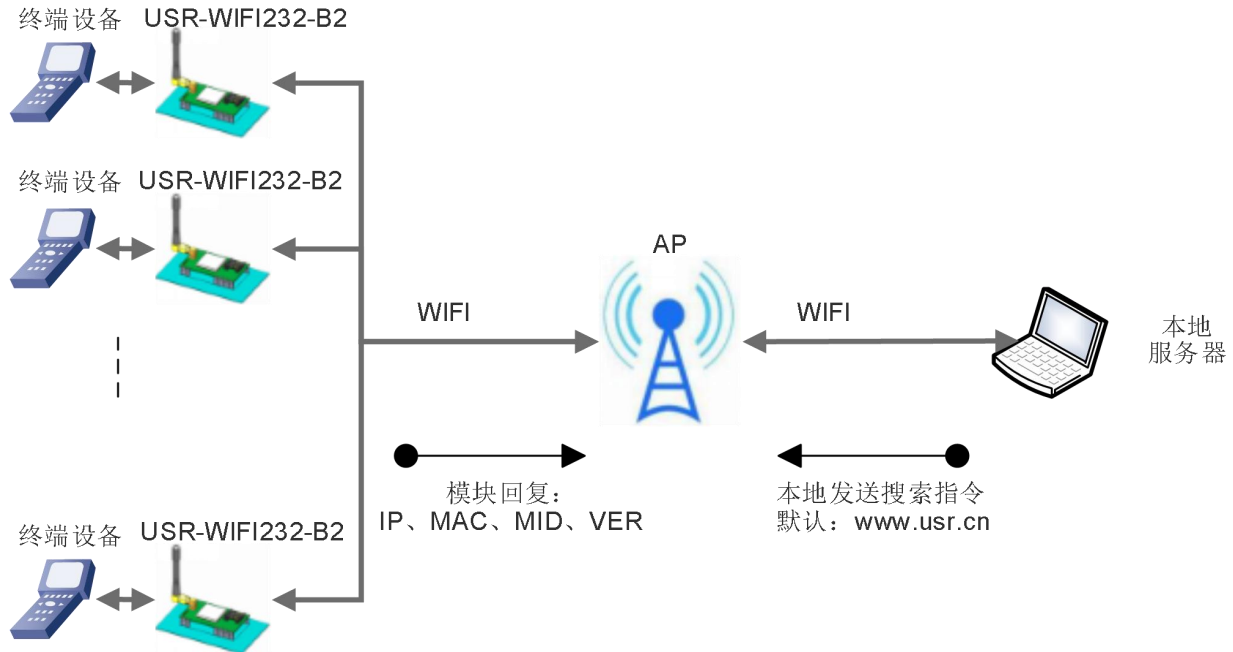 终端设备 USR-WIFI232-B2
终端设备 USR-WIFI232-B2
AP
WIFI
WIFI
本地
服务器
模块回复：
IP、MAC、MID、VER
本地发送搜索指令
默认：www.usr.cn
终端设备 USR-WIFI232-B2